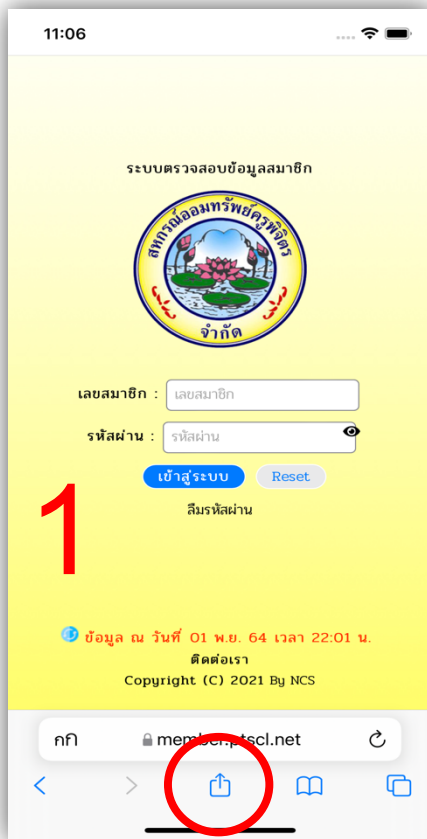 11:06
ระบบตรวจสอบข้อมูลสมาชิก
สหกรณ์ออมทรัพย์ครูพิจิตร
จำกัด
เลขสมาชิก : เลขสมาชิก
รหัสผ่าน : รหัสผ่าน
เข้าสู่ระบบ Reset
1
ลืมรหัสผ่าน
ข้อมูล ณ วันที่ 01 พ.ย. 64 เวลา 22:01 น.
ติดต่อเรา
Copyright (C) 2021 By NCS
กก member.ptscl.net